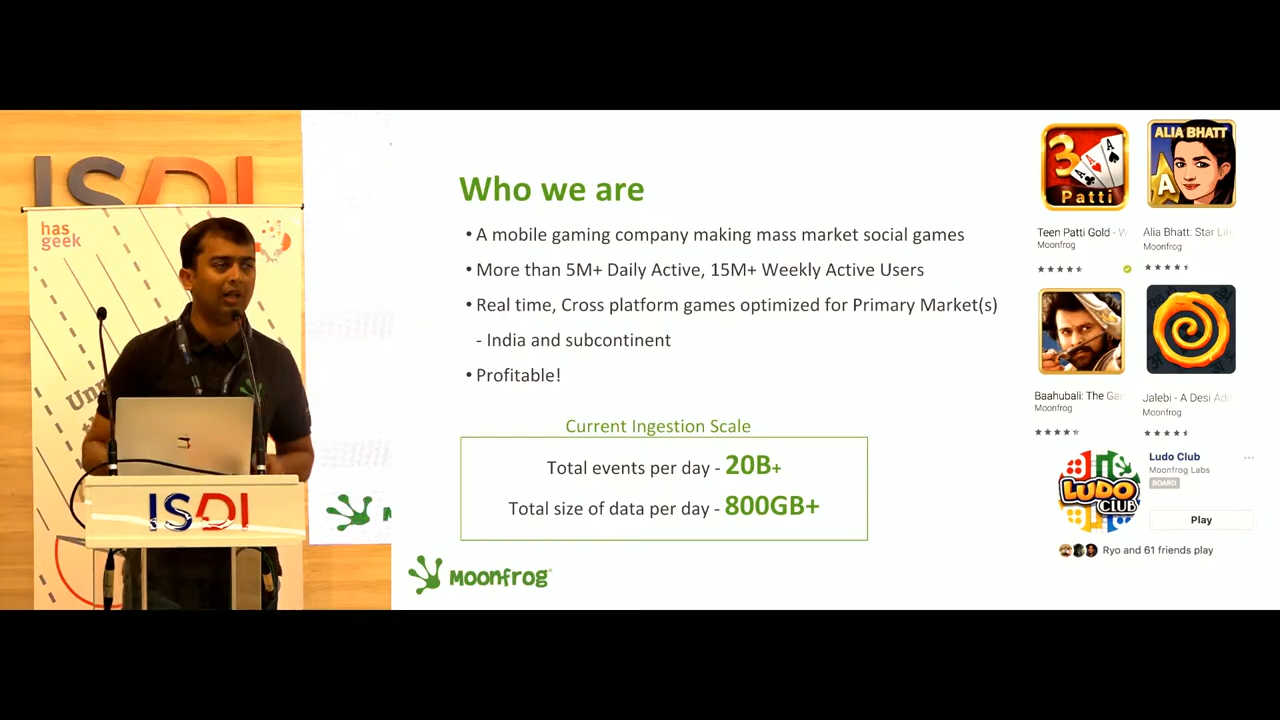 ISDI
has
geek
Un
ISDI
Who we are
• A mobile gaming company making mass market social games
• More than 5M+ Daily Active, 15M+ Weekly Active Users
• Real time, Cross platform games optimized for Primary Market(s)
- India and subcontinent
• Profitable!
Current Ingestion Scale
Total events per day - 20B+
Total size of data per day - 800GB+
Moonfrog
3
Patti
Teen Patti Gold - W
Moonfrog
ALIA BHATT
A
Alia Bhatt: Star Lif
Moonfrog
Baahubali: The Ga
Moonfrog
Jalebi - A Desi Ad
Moonfrog
LUDO
CLUB
Ludo Club
Moonfrog Labs
BOARD
Play
Ryo and 61 friends play